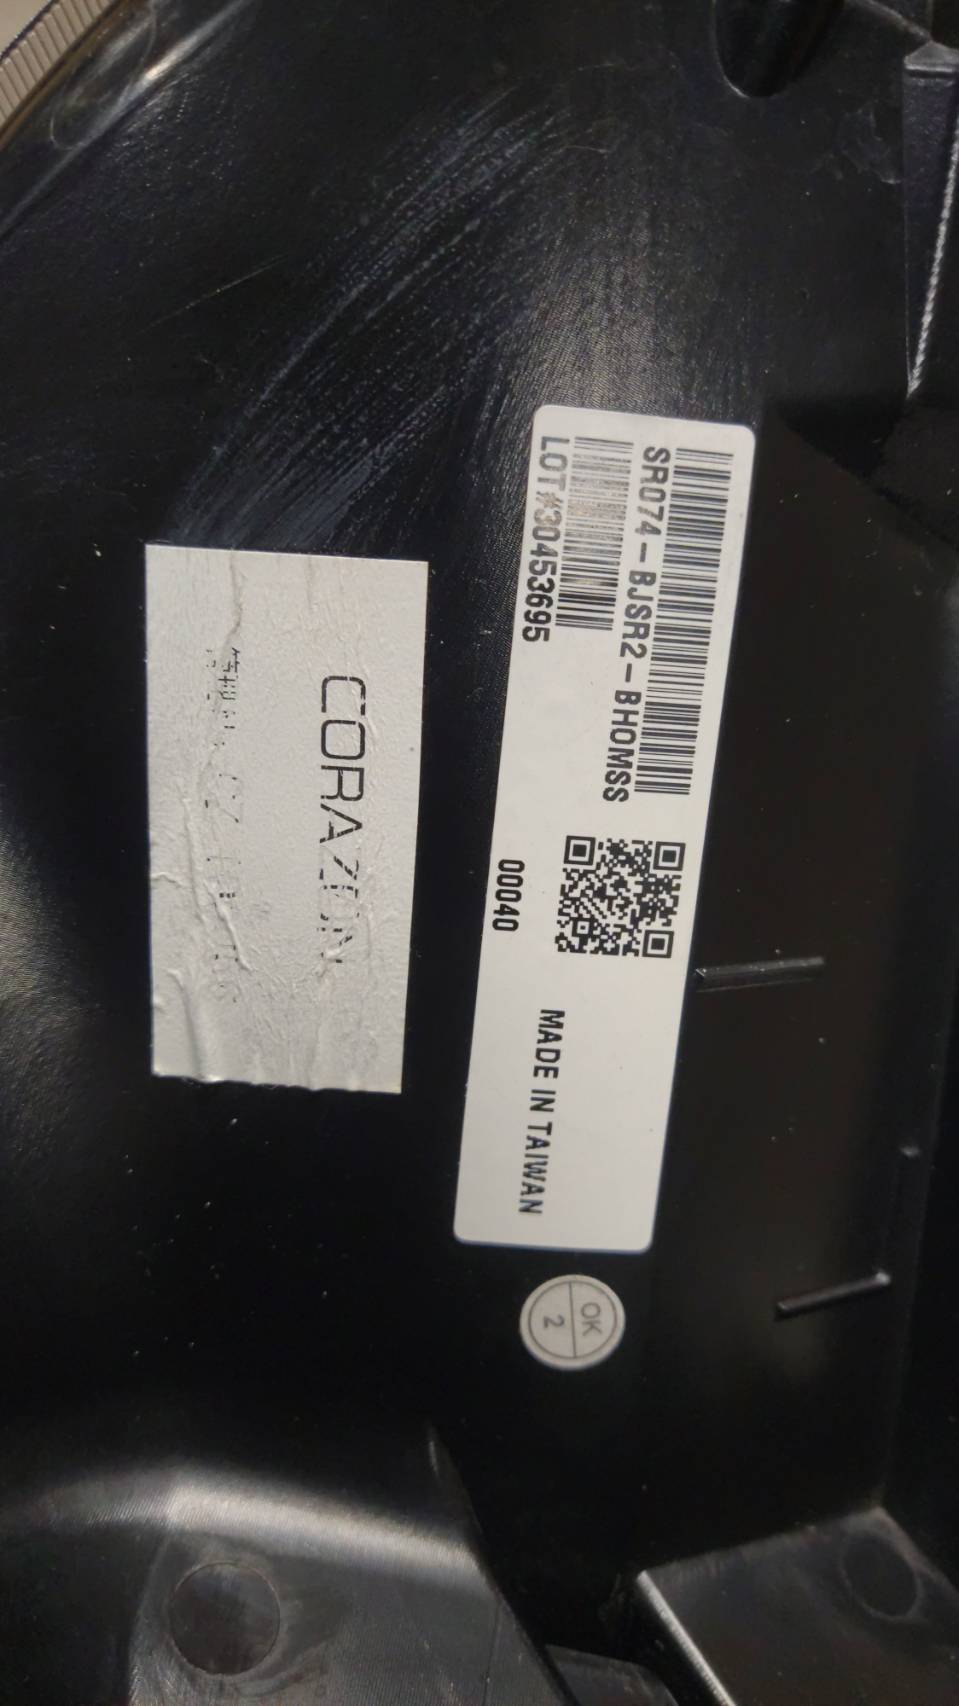 SR074-BJSR2-BHOMSS
LOT#30453695
00040
MADE IN TAIWAN
CORAZON
OK
2